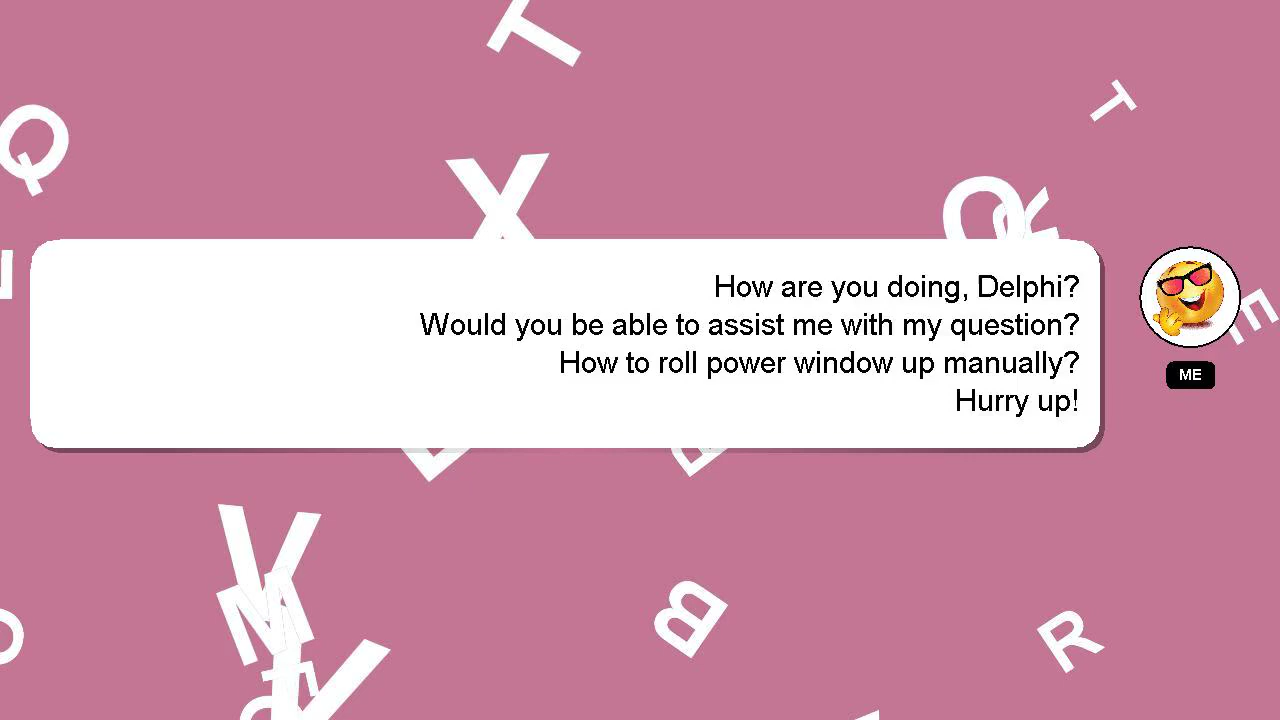 How are you doing, Delphi?
Would you be able to assist me with my question?
How to roll power window up manually?
Hurry up!
ME
T
Q
T
X
Q
E
V
M
B
R